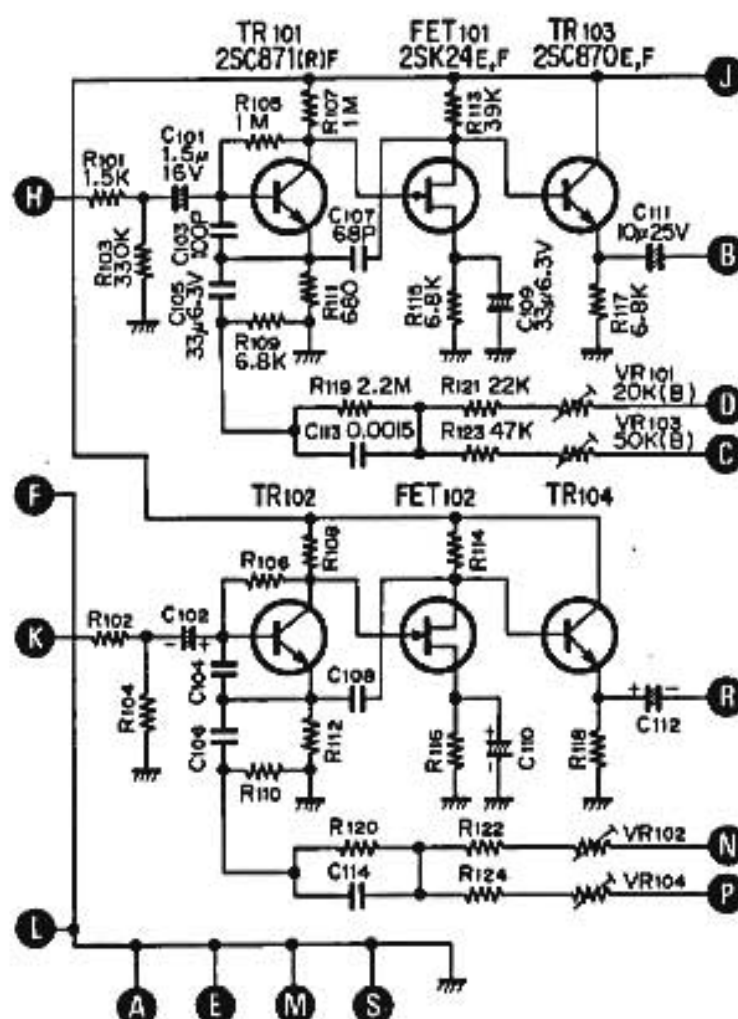 TR101 FET101 TR103
2SC871(R)F 2SK24E,F 2SC870E,F
J
R105
1M
R107
1M
R113
39K
C101
1.5μ
16V
R101
1.5K
H
C111
10μ25V
B
R103
330K
C103
100P
C107
68P
C105
33μ6.3V
R111
680
R115
6.8K
C109
33μ6.3V
R117
6.8K
R109
6.8K
R119 2.2M
R121 22K
VR101
20K(B)
D
C113 0.0015
R123 47K
VR103
50K(B)
C
F
TR102 FET102 TR104
R108
R114
R106
K
R102
C102
- +
R104
C104
C108
C106
R112
R116
+
-
C110
R118
+ -
C112
R
R110
R120
R122
VR102
N
C114
R124
VR104
P
L
A
E
M
S